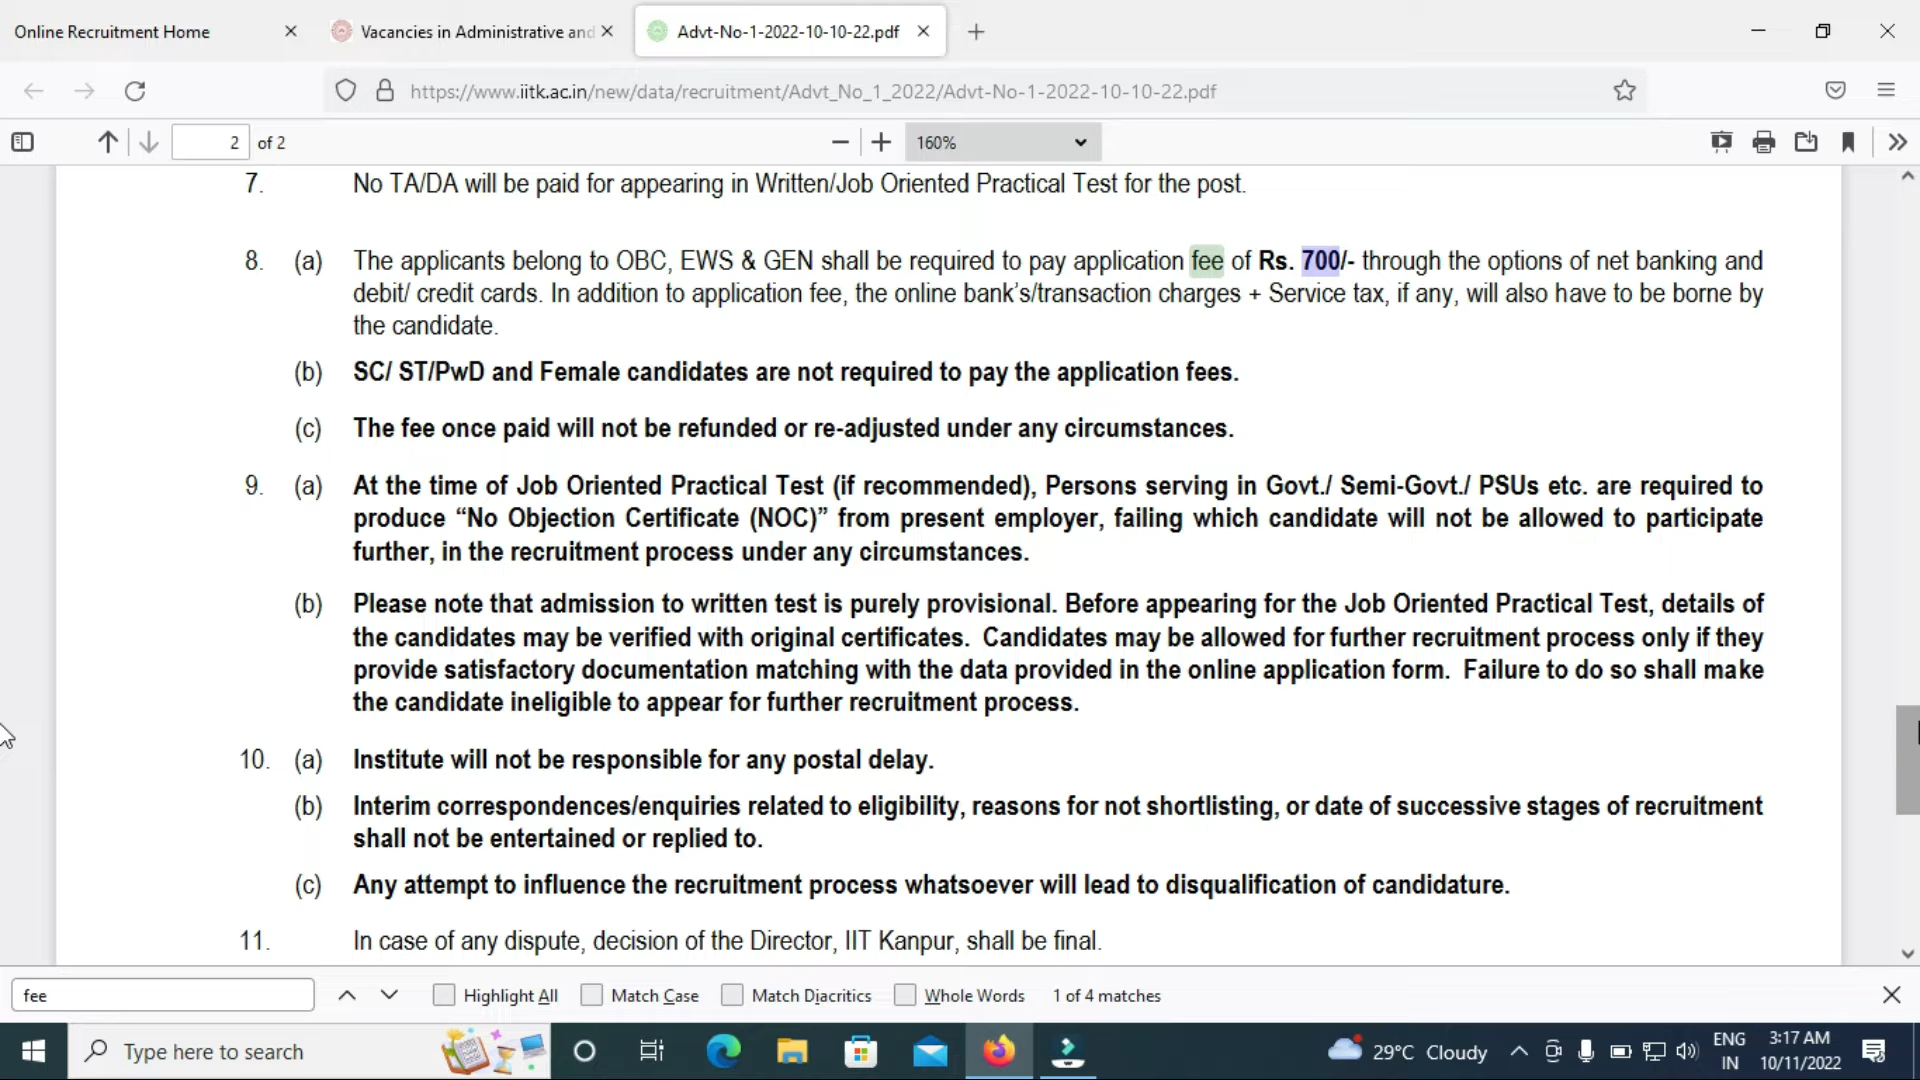 Online Recruitment Home
Vacancies in Administrative and
Advt-No-1-2022-10-10-22.pdf
https://www.iitk.ac.in/new/data/recruitment/Advt_No_1_2022/Advt-No-1-2022-10-10-22.pdf
2 of 2
160%
7. No TA/DA will be paid for appearing in Written/Job Oriented Practical Test for the post.
8. (a) The applicants belong to OBC, EWS & GEN shall be required to pay application fee of Rs. 700/- through the options of net banking and
debit/ credit cards. In addition to application fee, the online bank's/transaction charges + Service tax, if any, will also have to be borne by
the candidate.
(b) SC/ ST/PwD and Female candidates are not required to pay the application fees.
(c) The fee once paid will not be refunded or re-adjusted under any circumstances.
9. (a) At the time of Job Oriented Practical Test (if recommended), Persons serving in Govt./ Semi-Govt./ PSUs etc. are required to
produce “No Objection Certificate (NOC)” from present employer, failing which candidate will not be allowed to participate
further, in the recruitment process under any circumstances.
(b) Please note that admission to written test is purely provisional. Before appearing for the Job Oriented Practical Test, details of
the candidates may be verified with original certificates. Candidates may be allowed for further recruitment process only if they
provide satisfactory documentation matching with the data provided in the online application form. Failure to do so shall make
the candidate ineligible to appear for further recruitment process.
10. (a) Institute will not be responsible for any postal delay.
(b) Interim correspondences/enquiries related to eligibility, reasons for not shortlisting, or date of successive stages of recruitment
shall not be entertained or replied to.
(c) Any attempt to influence the recruitment process whatsoever will lead to disqualification of candidature.
11. In case of any dispute, decision of the Director, IIT Kanpur, shall be final.
fee
Highlight All
Match Case
Match Diacritics
Whole Words
1 of 4 matches
Type here to search
29°C Cloudy
ENG
IN
3:17 AM
10/11/2022